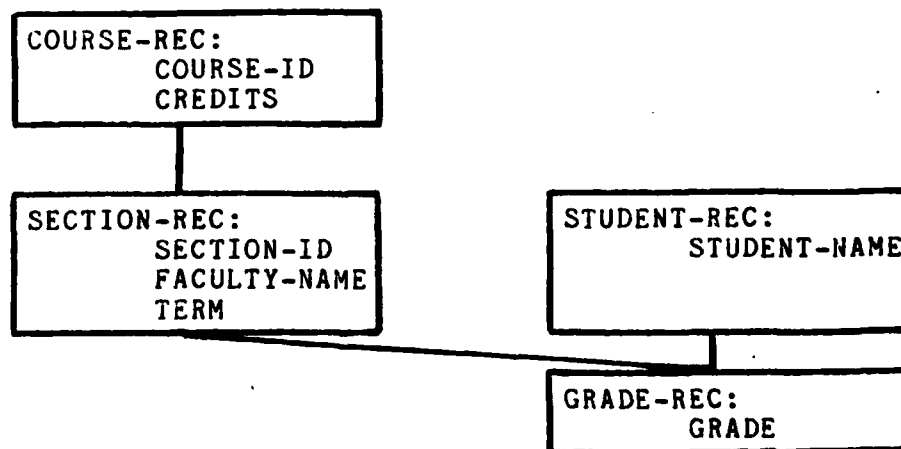 COURSE-REC:
COURSE-ID
CREDITS
SECTION-REC:
SECTION-ID
FACULTY-NAME
TERM
STUDENT-REC:
STUDENT-NAME
GRADE-REC:
GRADE